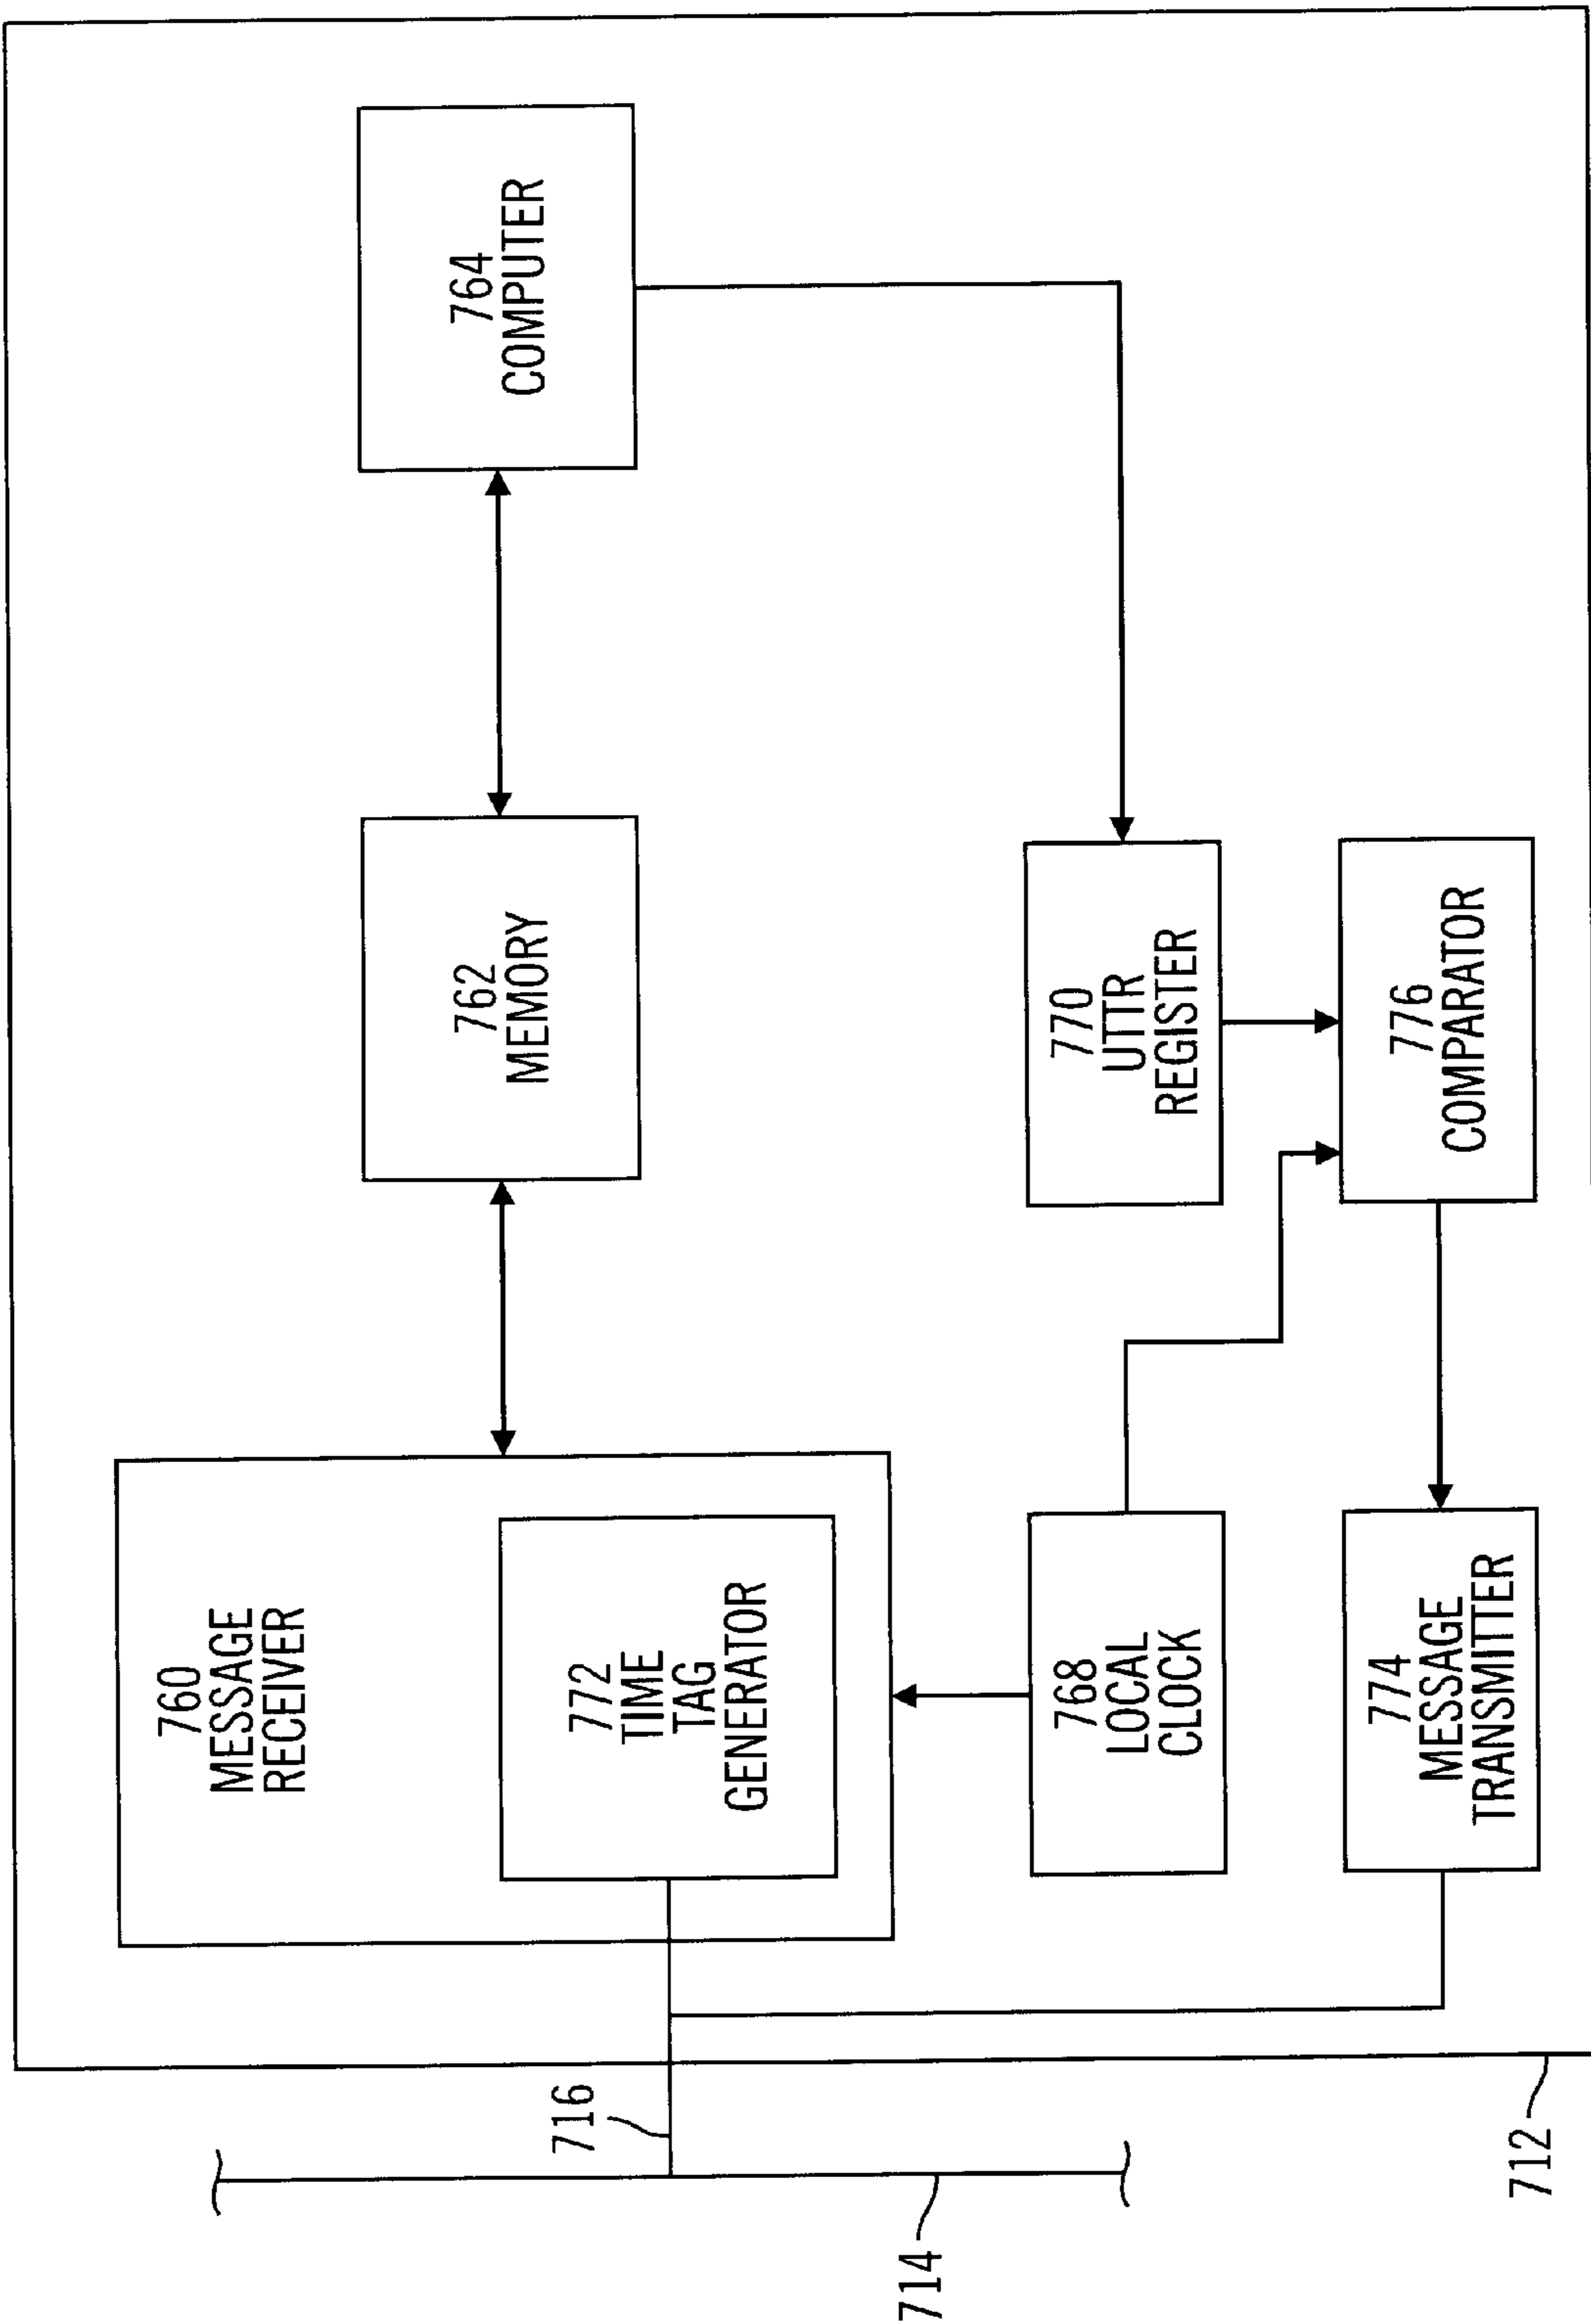 760
MESSAGE
RECEIVER
772
TIME
TAG
GENERATOR
762
MEMORY
764
COMPUTER
768
LOCAL
CLOCK
770
UTTR
REGISTER
774
MESSAGE
TRANSMITTER
776
COMPARATOR
716
714
712